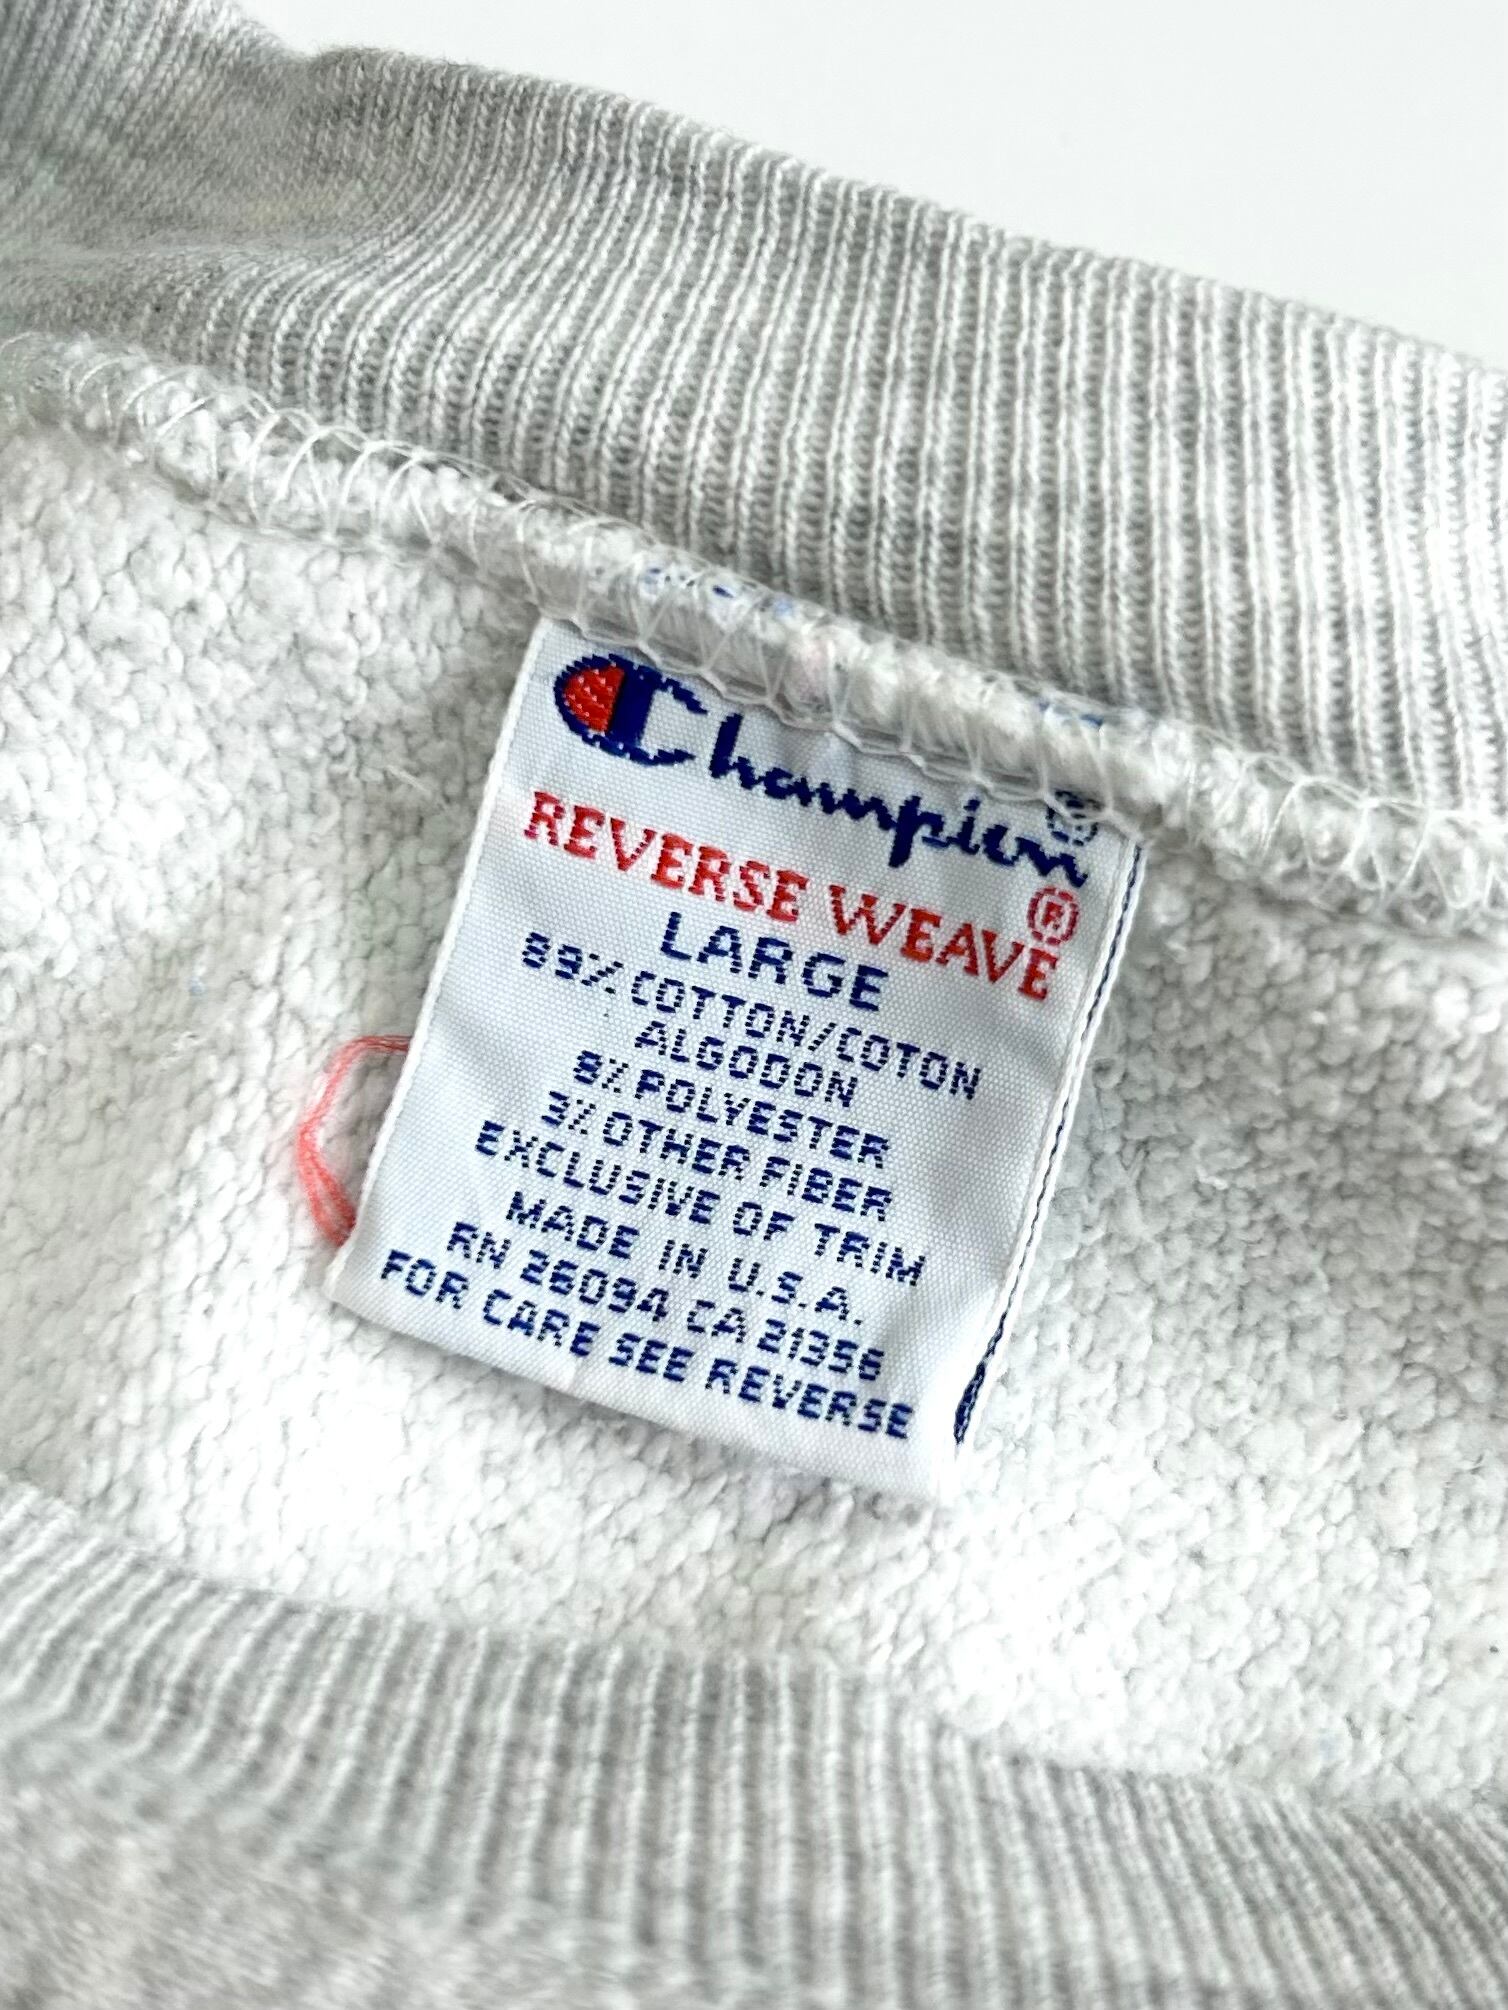 Champion®
REVERSE WEAVE®
LARGE
89% COTTON/COTON
ALGODON
8% POLYESTER
3% OTHER FIBER
EXCLUSIVE OF TRIM
MADE IN U.S.A.
RN 26094 CA 21356
FOR CARE SEE REVERSE